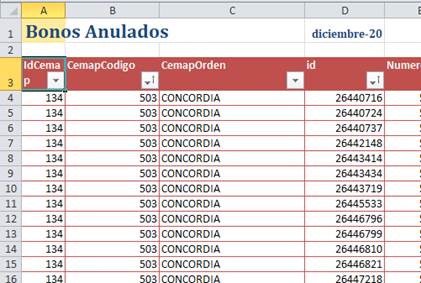 A B C D
1 Bonos Anulados diciembre-20
2
3 IdCemap CemapCodigo CemapOrden id Numer
4 134 503 CONCORDIA 26440716
5 134 503 CONCORDIA 26440724
6 134 503 CONCORDIA 26440737
7 134 503 CONCORDIA 26442148
8 134 503 CONCORDIA 26443414
9 134 503 CONCORDIA 26443434
10 134 503 CONCORDIA 26443719
11 134 503 CONCORDIA 26445533
12 134 503 CONCORDIA 26446796
13 134 503 CONCORDIA 26446799
14 134 503 CONCORDIA 26446810
15 134 503 CONCORDIA 26446821
16 134 503 CONCORDIA 26447218